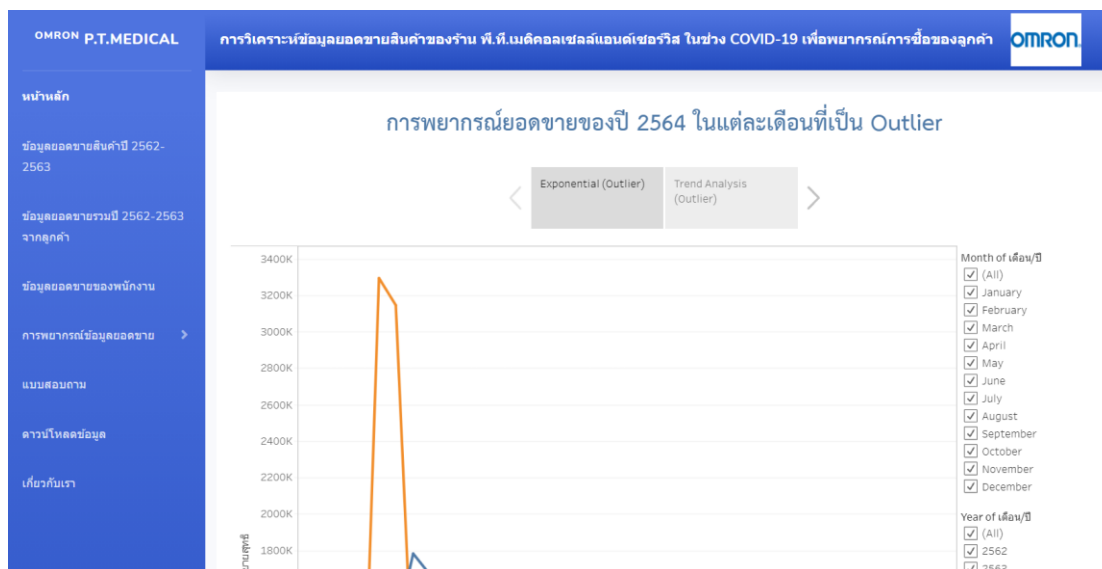 OMRON P.T.MEDICAL
การวิเคราะห์ข้อมูลยอดขายสินค้าของร้าน พี.ที.เมดิคอลเซลล์แอนด์เซอร์วิส ในช่วง COVID-19 เพื่อพยากรณ์การซื้อของลูกค้า
OMRON
หน้าหลัก
ข้อมูลยอดขายสินค้าปี 2562-
2563
ข้อมูลยอดขายรวมปี 2562-2563
จากลูกค้า
ข้อมูลยอดขายของพนักงาน
การพยากรณ์ข้อมูลยอดขาย
แบบสอบถาม
ดาวน์โหลดข้อมูล
เกี่ยวกับเรา
การพยากรณ์ยอดขายของปี 2564 ในแต่ละเดือนที่เป็น Outlier
Exponential (Outlier)
Trend Analysis
(Outlier)
3400K
3200K
3000K
2800K
2600K
2400K
2200K
2000K
1800K
Month of เดือน/ปี
(All)
January
February
March
April
May
June
July
August
September
October
November
December
Year of เดือน/ปี
(All)
2562
2563